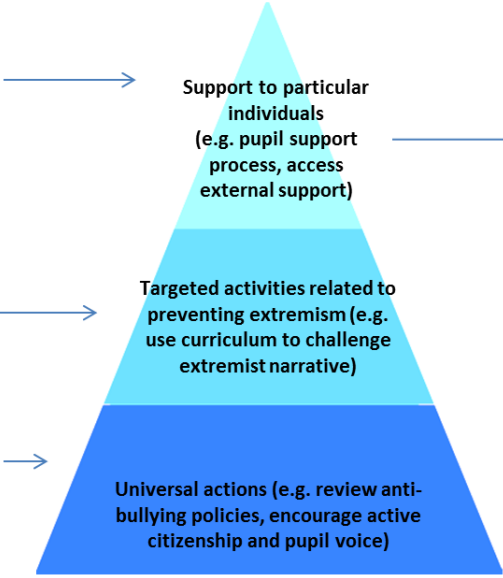 Support to particular
individuals
(e.g. pupil support
process, access
external support)
Targeted activities related to
preventing extremism (e.g.
use curriculum to challenge
extremist narrative)
Universal actions (e.g. review anti-
bullying policies, encourage active
citizenship and pupil voice)